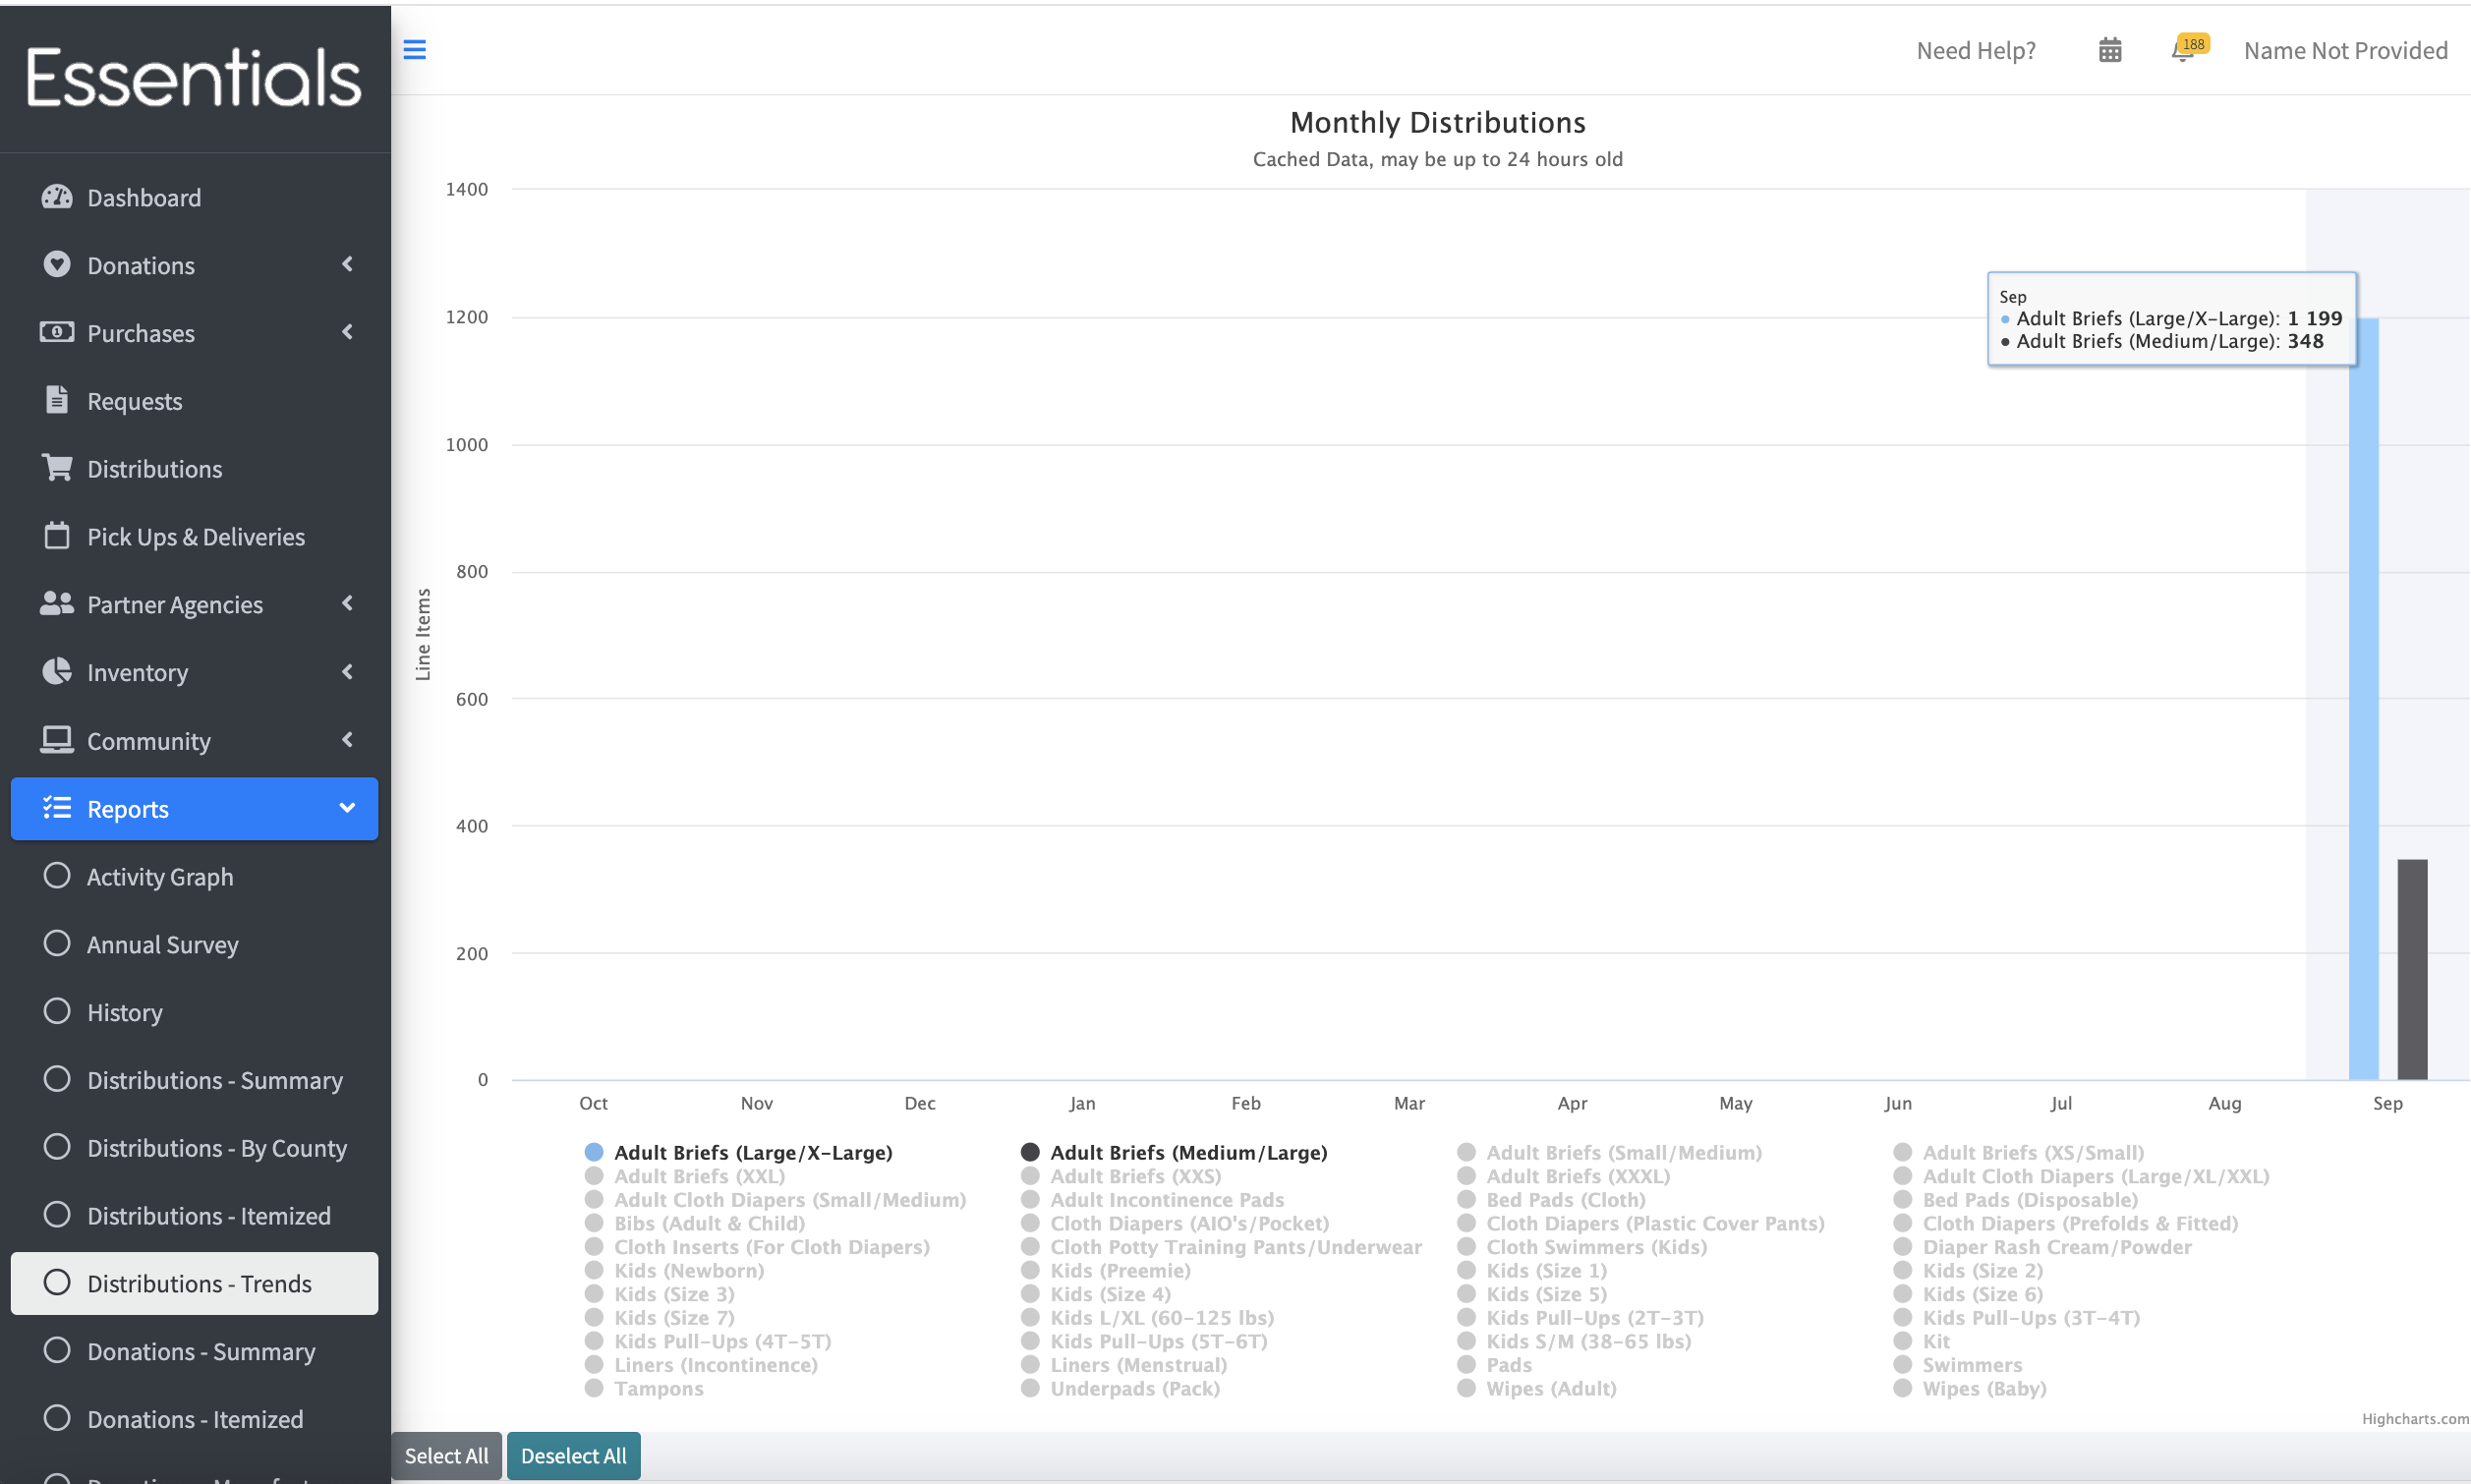 Essentials
Need Help?
188
Name Not Provided
Dashboard
Donations
Purchases
Requests
Distributions
Pick Ups & Deliveries
Partner Agencies
Inventory
Community
Reports
Activity Graph
Annual Survey
History
Distributions - Summary
Distributions - By County
Distributions - Itemized
Distributions - Trends
Donations - Summary
Donations - Itemized
Monthly Distributions
Cached Data, may be up to 24 hours old
Line Items
1400
1200
1000
800
600
400
200
0
Sep
Adult Briefs (Large/X-Large): 1 199
Adult Briefs (Medium/Large): 348
Oct Nov Dec Jan Feb Mar Apr May Jun Jul Aug Sep
Adult Briefs (Large/X-Large) Adult Briefs (Medium/Large) Adult Briefs (Small/Medium) Adult Briefs (XS/Small)
Adult Briefs (XXL) Adult Briefs (XXS) Adult Briefs (XXXL) Adult Cloth Diapers (Large/XL/XXL)
Adult Cloth Diapers (Small/Medium) Adult Incontinence Pads Bed Pads (Cloth) Bed Pads (Disposable)
Bibs (Adult & Child) Cloth Diapers (AIO's/Pocket) Cloth Diapers (Plastic Cover Pants) Cloth Diapers (Prefolds & Fitted)
Cloth Inserts (For Cloth Diapers) Cloth Potty Training Pants/Underwear Cloth Swimmers (Kids) Diaper Rash Cream/Powder
Kids (Newborn) Kids (Preemie) Kids (Size 1) Kids (Size 2)
Kids (Size 3) Kids (Size 4) Kids (Size 5) Kids (Size 6)
Kids (Size 7) Kids L/XL (60-125 lbs) Kids Pull-Ups (2T-3T) Kids Pull-Ups (3T-4T)
Kids Pull-Ups (4T-5T) Kids Pull-Ups (5T-6T) Kids S/M (38-65 lbs) Kit
Liners (Incontinence) Liners (Menstrual) Pads Swimmers
Tampons Underpads (Pack) Wipes (Adult) Wipes (Baby)
Highcharts.com
Select All
Deselect All